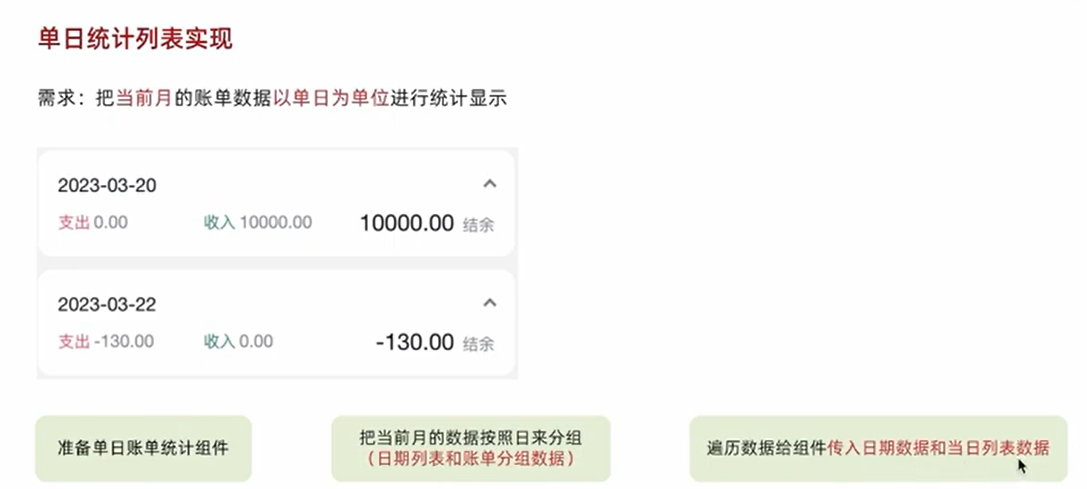 单日统计列表实现
需求：把当前月的账单数据以单日为单位进行统计显示
2023-03-20
支出 0.00 收入 10000.00 10000.00 结余
2023-03-22
支出 -130.00 收入 0.00 -130.00 结余
准备单日账单统计组件
把当前月的数据按照日来分组
（日期列表和账单分组数据）
遍历数据给组件传入日期数据和当日列表数据